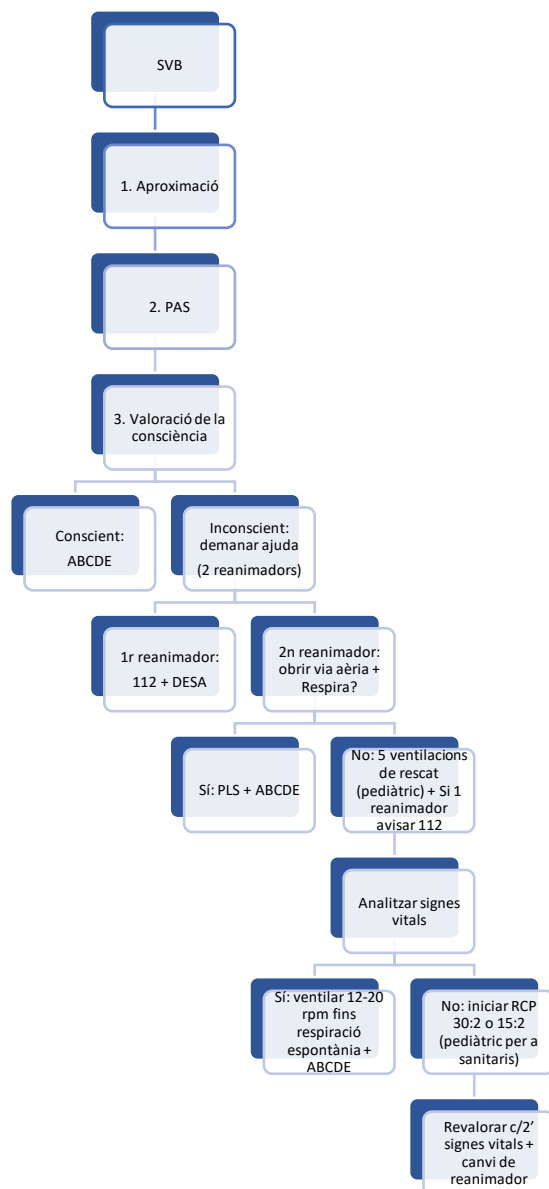 SVB
1. Aproximació
2. PAS
3. Valoració de la
consciència
Conscient:
ABCDE
Inconscient:
demanar ajuda
(2 reanimadors)
1r reanimador:
112 + DESA
2n reanimador:
obrir via aèria +
Respira?
Sí: PLS + ABCDE
No: 5 ventilacions
de rescat
(pediàtric) + Si 1
reanimador
avisar 112
Analitzar signes
vitals
Sí: ventilar 12-20
rpm fins
respiració
espontània +
ABCDE
No: iniciar RCP
30:2 o 15:2
(pediàtric per a
sanitaris)
Revalorar c/2’
signes vitals +
canvi de
reanimador